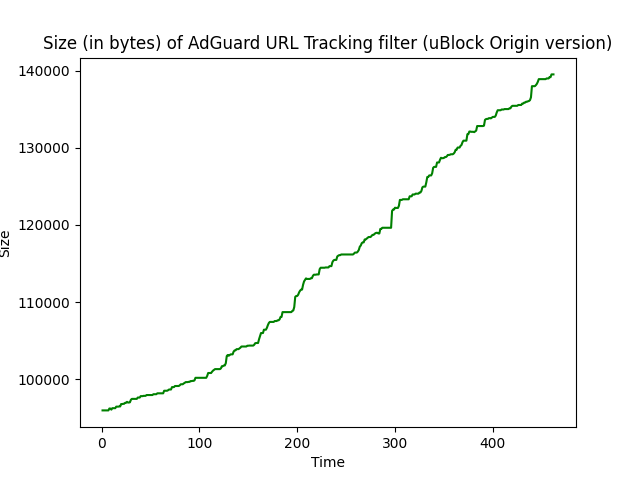 Size (in bytes) of AdGuard URL Tracking filter (uBlock Origin version)
140000
130000
120000
110000
100000
Size
0 100 200 300 400
Time